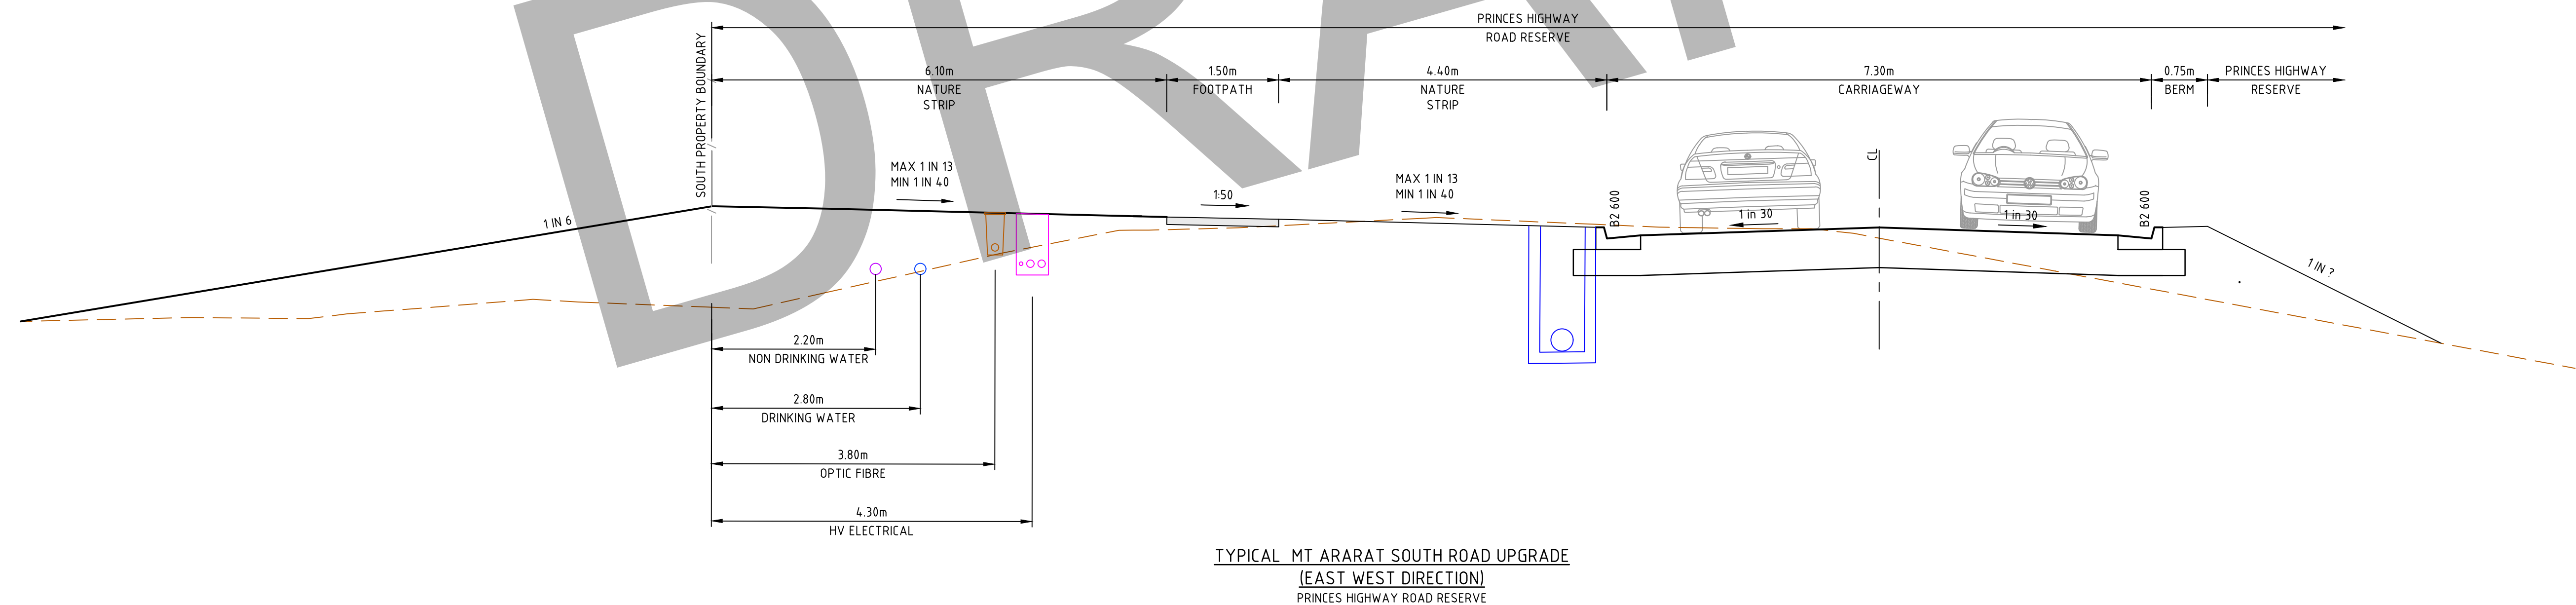 DRAF
PRINCES HIGHWAY
ROAD RESERVE
SOUTH PROPERTY BOUNDARY
6.10m
NATURE
STRIP
1.50m
FOOTPATH
4.40m
NATURE
STRIP
7.30m
CARRIAGEWAY
0.75m
BERM
PRINCES HIGHWAY
RESERVE
MAX 1 IN 13
MIN 1 IN 40
1:50
MAX 1 IN 13
MIN 1 IN 40
CL
B2 600
1 in 30
1 in 30
B2 600
1 IN 6
1 IN ?
2.20m
NON DRINKING WATER
2.80m
DRINKING WATER
3.80m
OPTIC FIBRE
4.30m
HV ELECTRICAL
TYPICAL MT ARARAT SOUTH ROAD UPGRADE
(EAST WEST DIRECTION)
PRINCES HIGHWAY ROAD RESERVE